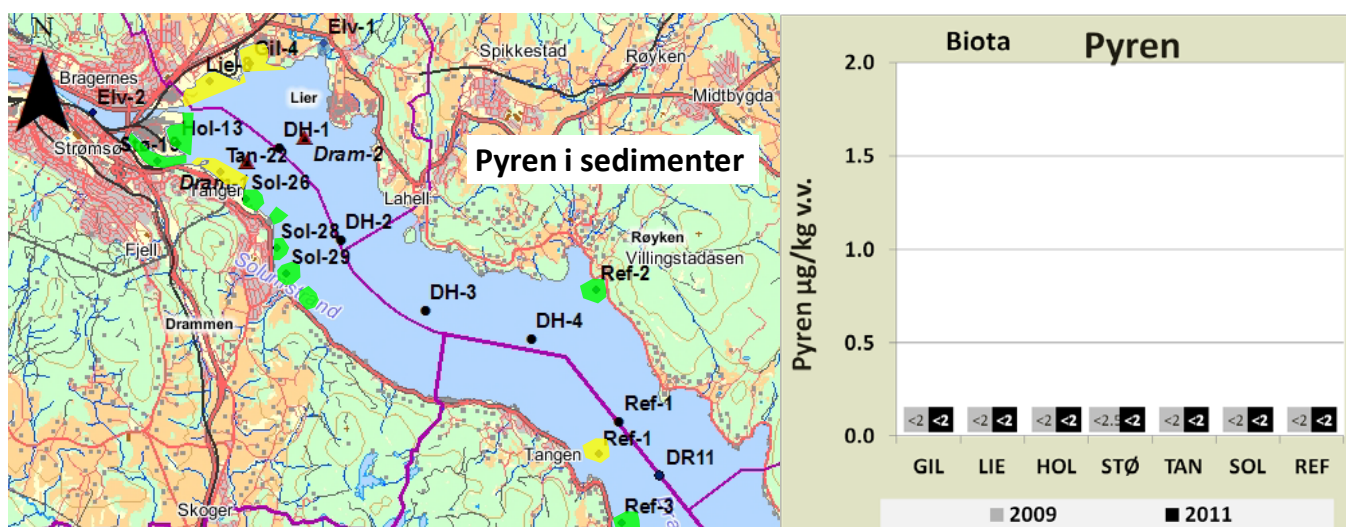 N
Elv-1
Gil-4
Spikkestad
Røyken
Bragernes
Lie-
Midtbygda
Elv-2
Lier
Hol-13
DH-1
Strømsø
Stø-19
Tan-22
Dram-2
Pyren i sedimenter
Sol-26
Tangen
Lahell
DH-2
Sol-28
Fjell
Røyken
Sol-29
Villingstadåsen
Ref-2
Solumstrand
DH-3
Drammen
DH-4
Ref-1
Ref-1
Tangen
DR11
Skoger
Ref-3
Biota Pyren
Pyren µg/kg v.v.
2.0
1.5
1.0
0.5
0.0
<2 <2 <2 <2 <2 <2 <2.5 <2 <2 <2 <2 <2 <2 <2
GIL LIE HOL STØ TAN SOL REF
2009 2011